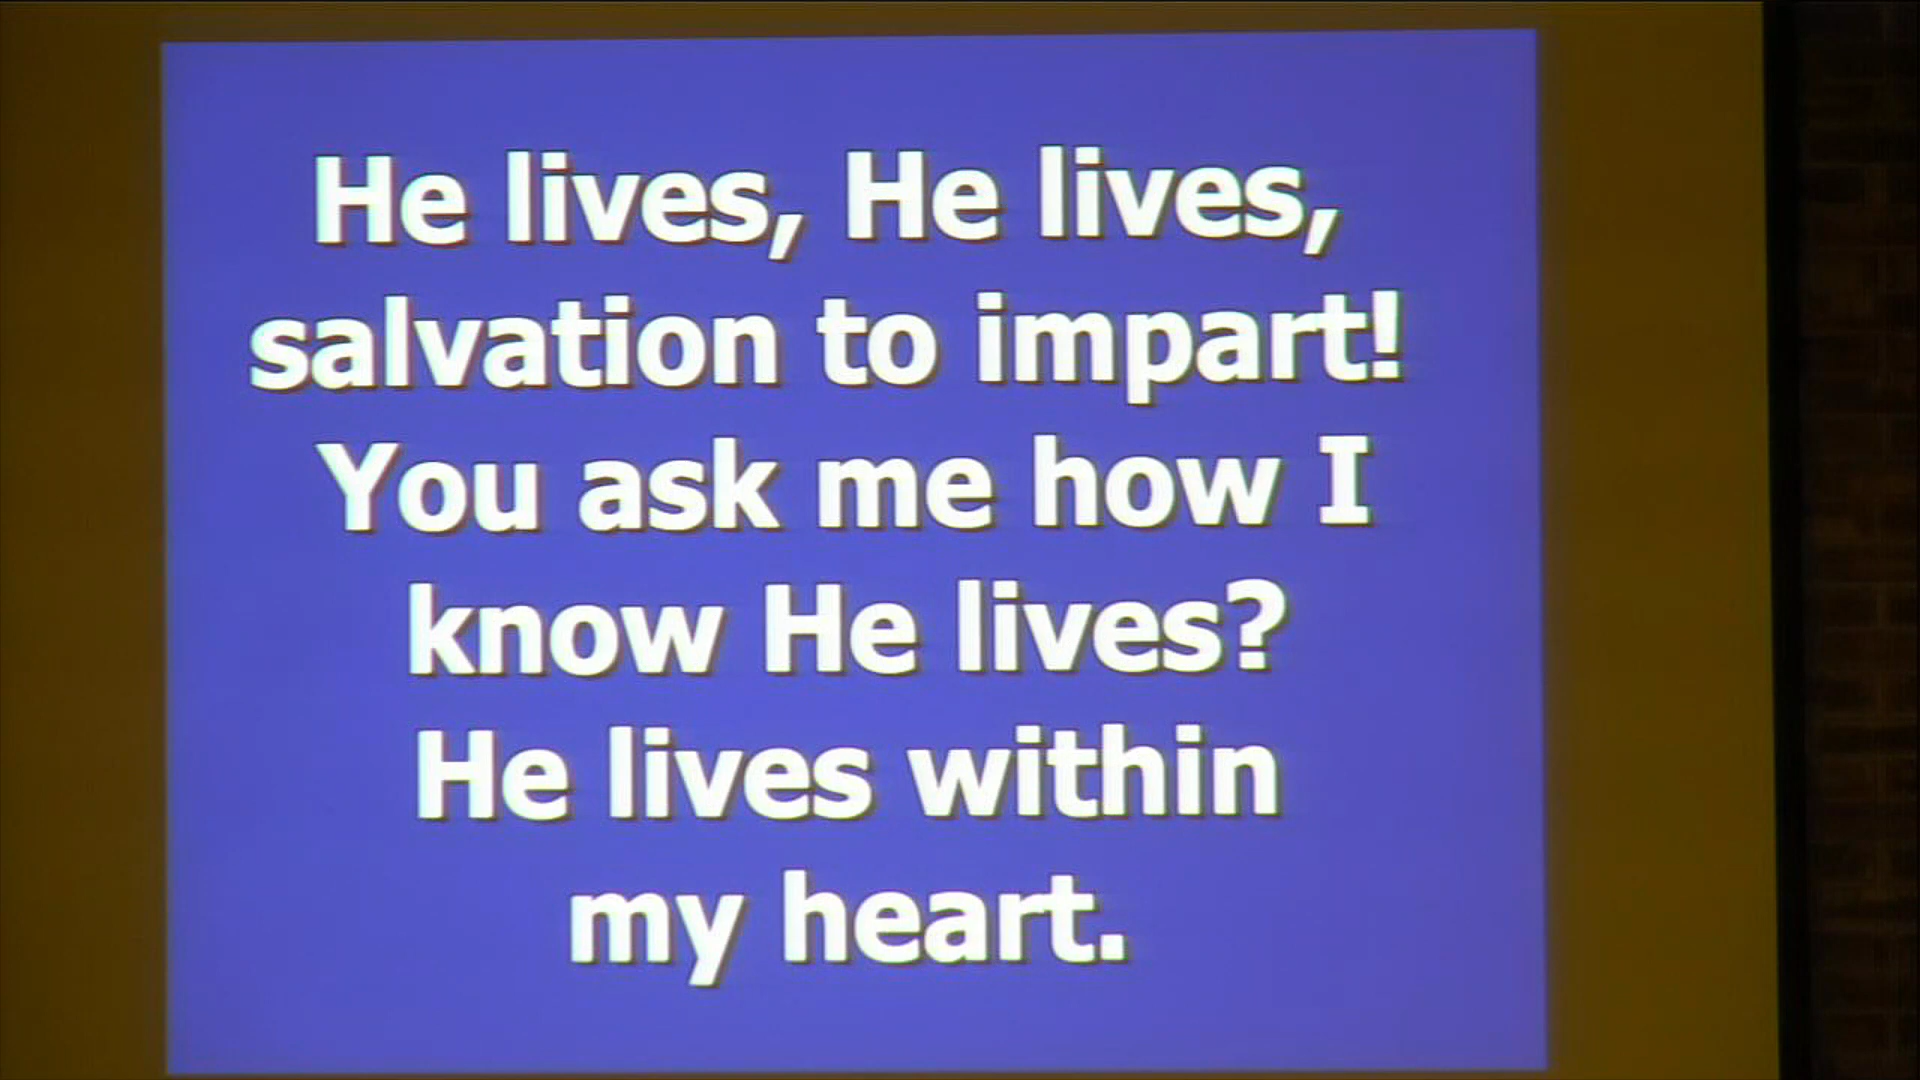 He lives, He lives,
salvation to impart!
You ask me how I
know He lives?
He lives within
my heart.